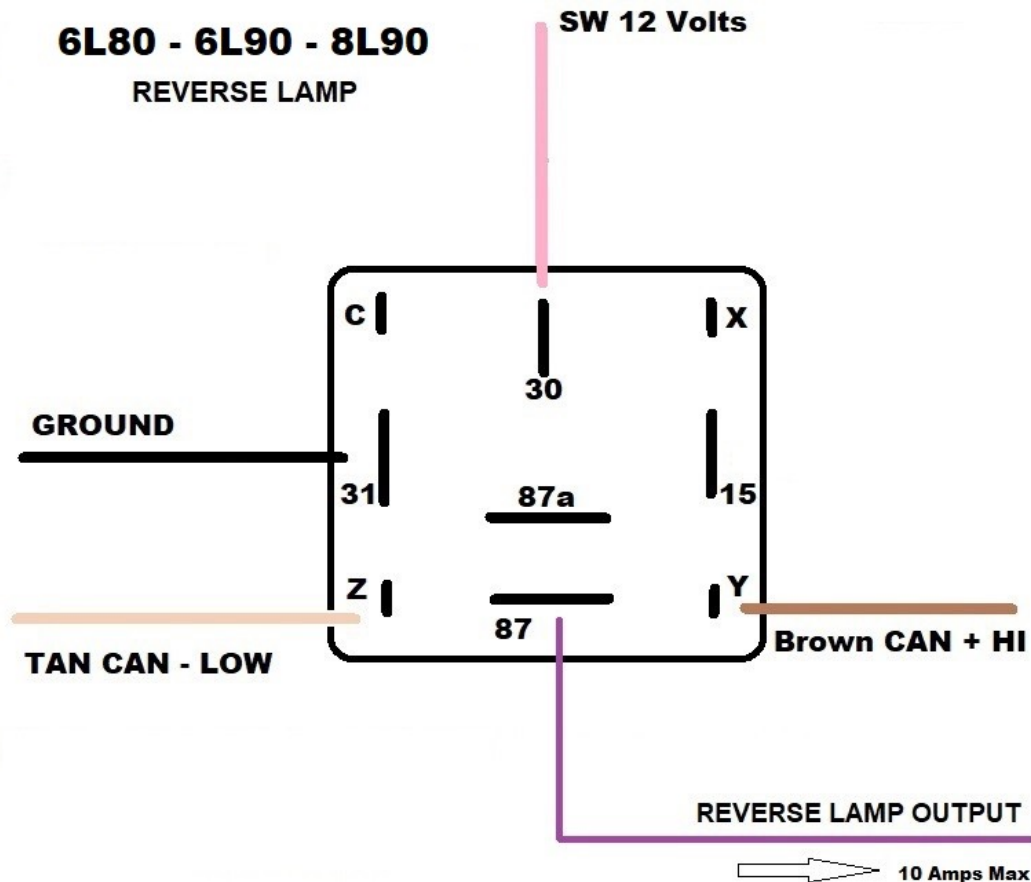 SW 12 Volts
6L80 - 6L90 - 8L90
REVERSE LAMP
C
X
30
GROUND
31
87a
15
Z
Y
87
TAN CAN - LOW
Brown CAN + HI
REVERSE LAMP OUTPUT
10 Amps Max